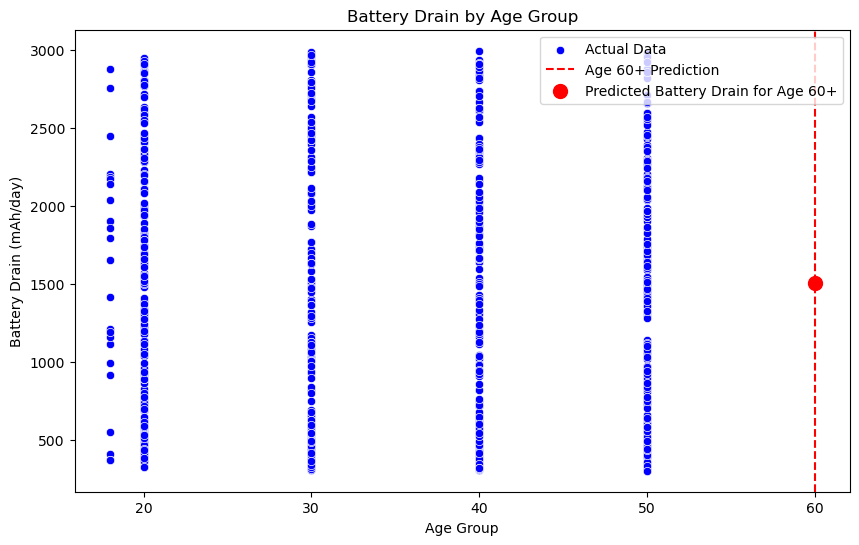 Battery Drain by Age Group
3000
2500
2000
1500
1000
500
Battery Drain (mAh/day)
Actual Data
Age 60+ Prediction
Predicted Battery Drain for Age 60+
20
30
40
50
60
Age Group